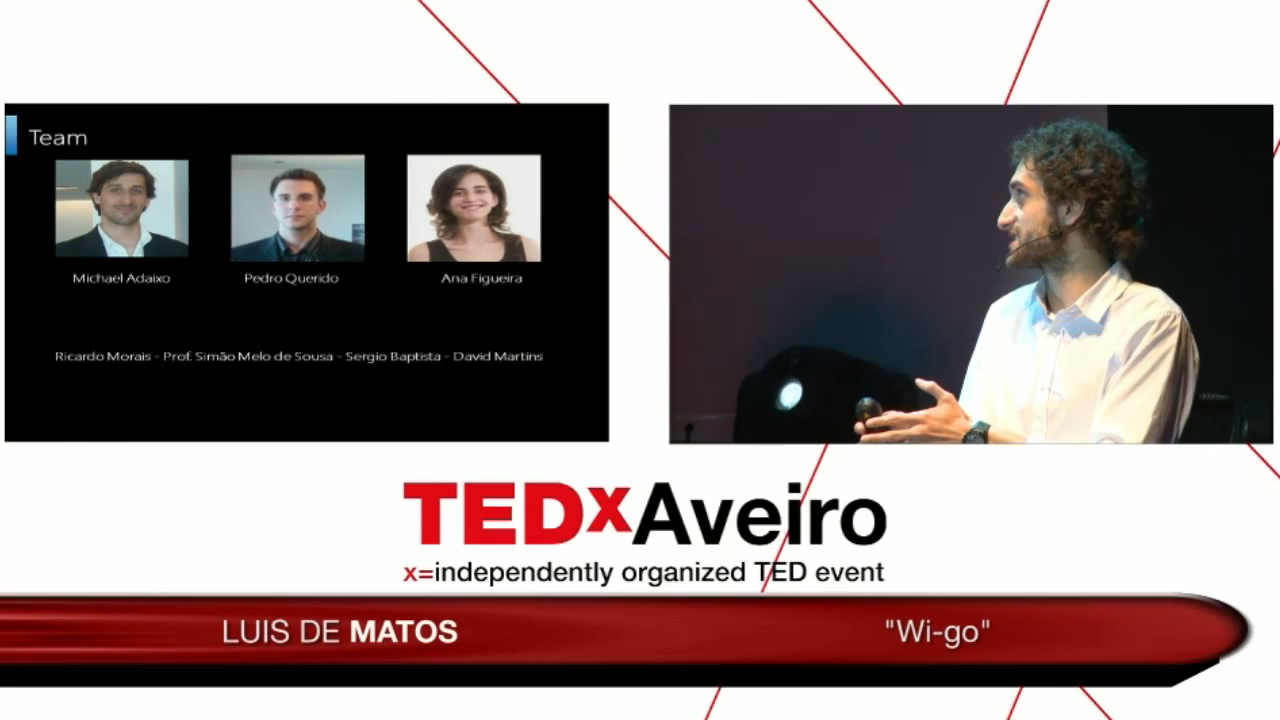 Team
Michael Adaixo
Pedro Querido
Ana Figueira
Ricardo Morais - Prof. Simão Melo de Sousa - Sergio Baptista - David Martins
TEDxAveiro
x=independently organized TED event
LUIS DE MATOS
"Wi-go"